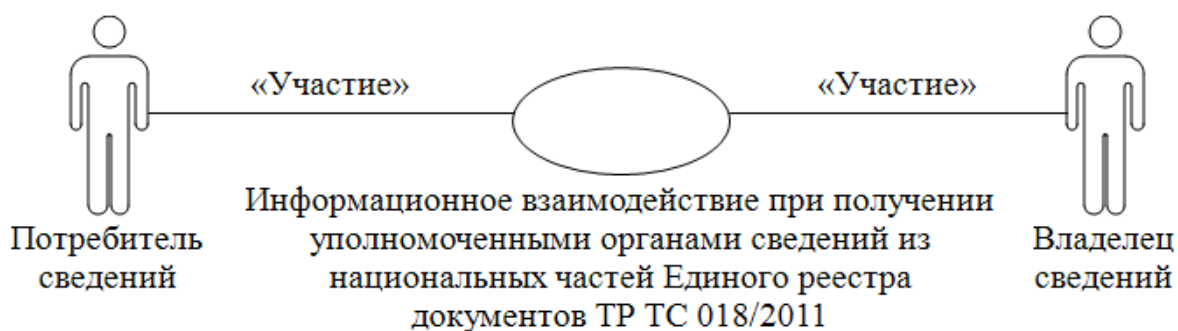 «Участие»
«Участие»
Информационное взаимодействие при получении
уполномоченными органами сведений из
национальных частей Единого реестра
документов ТР ТС 018/2011
Потребитель
сведений
Владелец
сведений